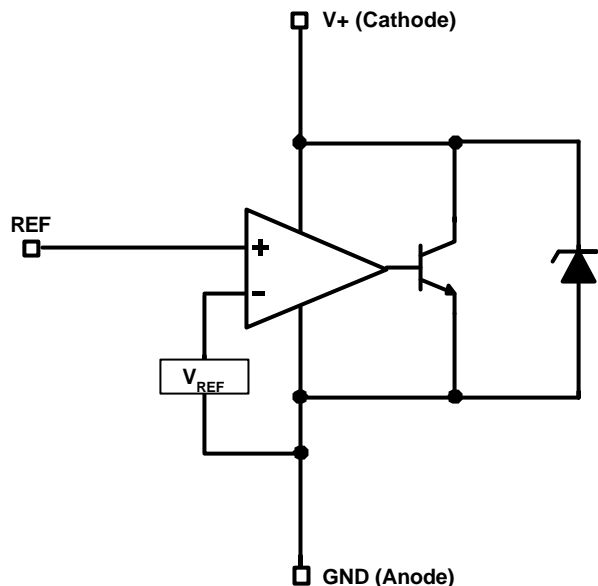 V+ (Cathode)
REF
+
-
VREF
GND (Anode)